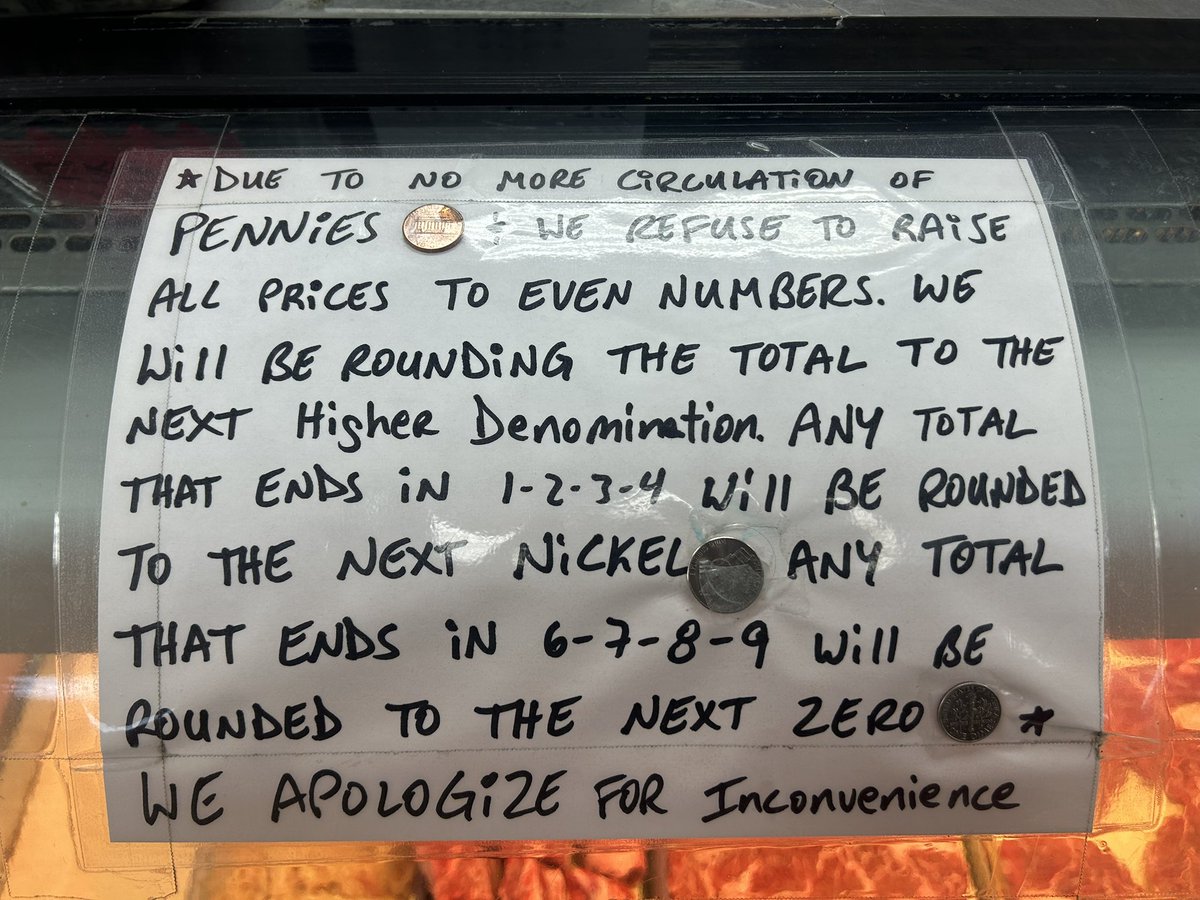 * DUE TO NO MORE CIRCULATION OF
PENNIES ÷ WE REFUSE TO RAISE
ALL PRICES TO EVEN NUMBERS. WE
Will BE ROUNDING THE TOTAL TO THE
NEXT Higher Denomination. ANY TOTAL
THAT ENDS iN 1-2-3-4 Will BE ROUNDED
TO THE NEXT NiCKEL ANY TOTAL
THAT ENDS iN 6-7-8-9 Will BE
ROUNDED TO THE NEXT ZERO *
WE APOLOGiZE FOR Inconvenience